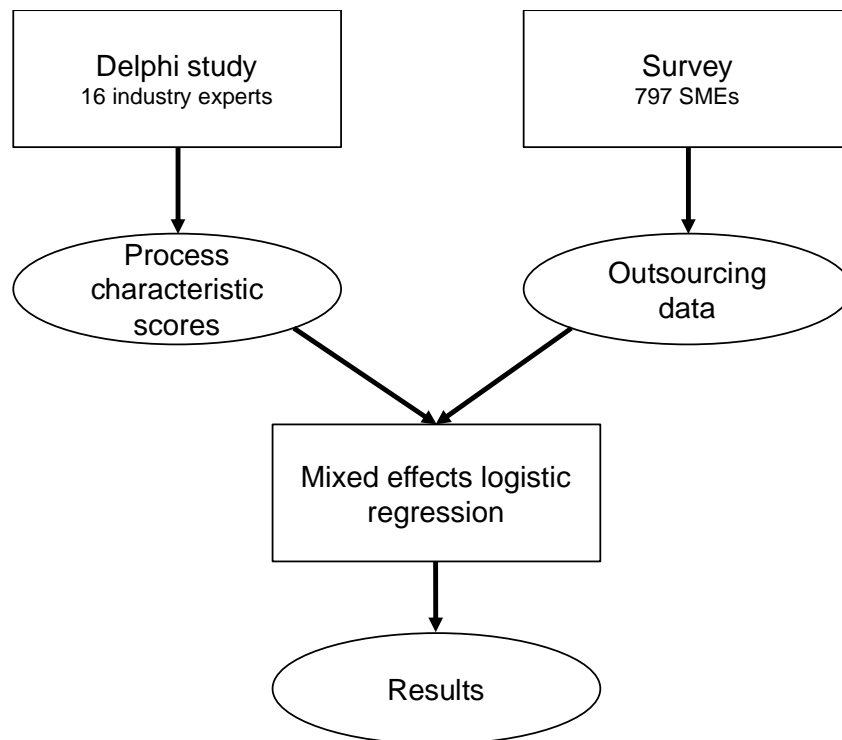 Delphi study
16 industry experts
Survey
797 SMEs
Process
characteristic
scores
Outsourcing
data
Mixed effects logistic
regression
Results